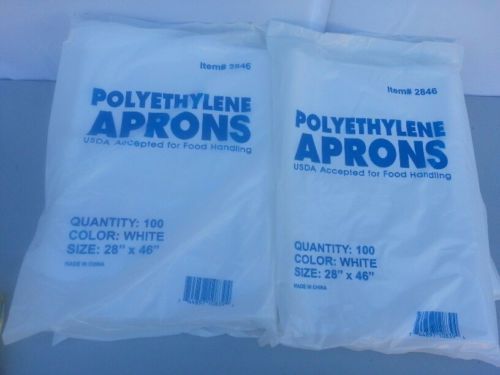 Item# 2846
POLYETHYLENE
APRONS
USDA Accepted for Food Handling
QUANTITY: 100
COLOR: WHITE
SIZE: 28" x 46"
MADE IN CHINA
Item# 2846
POLYETHYLENE
APRONS
USDA Accepted for Food Handling
QUANTITY: 100
COLOR: WHITE
SIZE: 28" x 46"
MADE IN CHINA